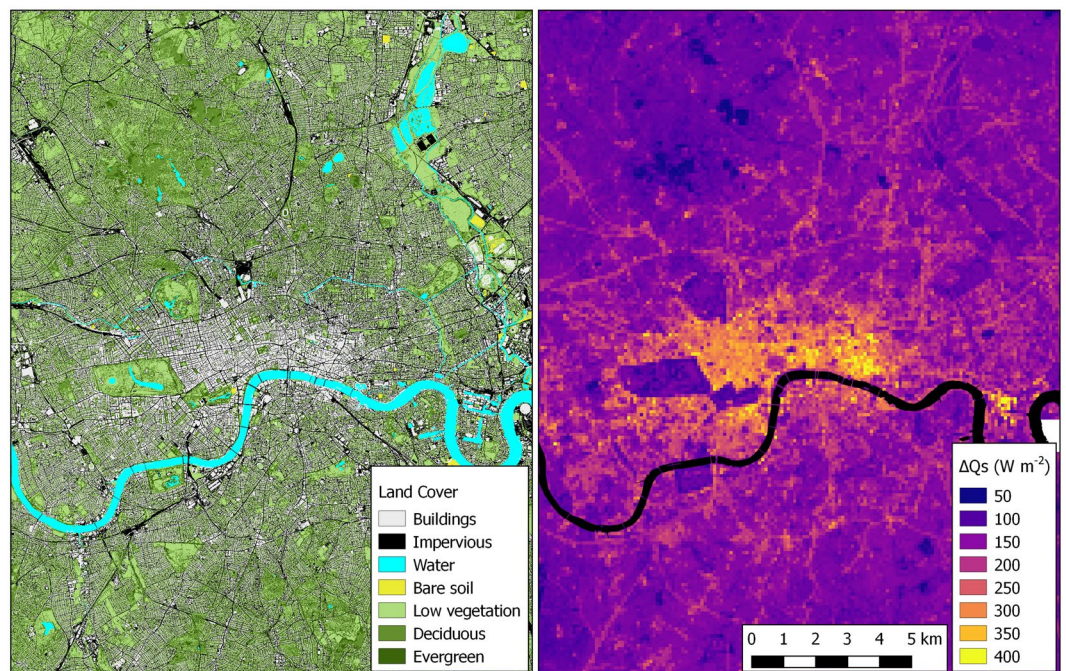 Land Cover
Buildings
Impervious
Water
Bare soil
Low vegetation
Deciduous
Evergreen
ΔQs (W m⁻²)
50
100
150
200
250
300
350
400
0 1 2 3 4 5 km